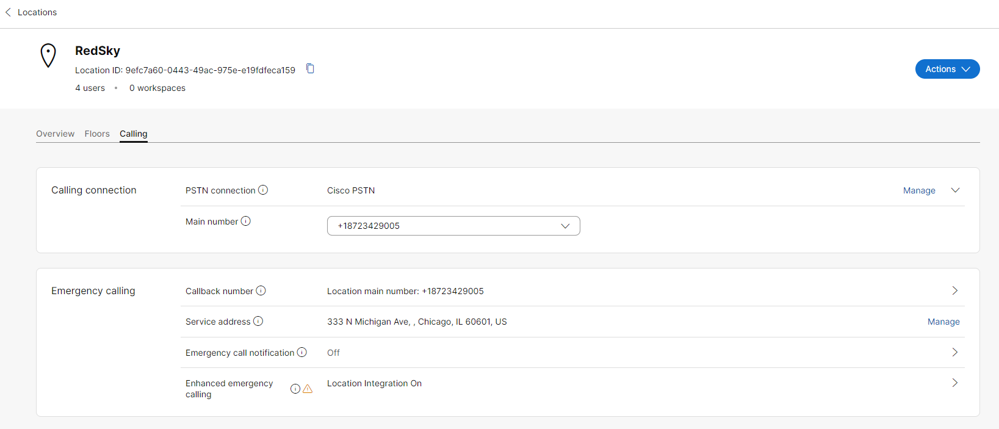 Locations
RedSky
Location ID: 9efc7a60-0443-49ac-975e-e19fdfeca159
4 users • 0 workspaces
Actions
Overview Floors Calling
Calling connection PSTN connection Cisco PSTN Manage
Main number +18723429005
Emergency calling Callback number Location main number: +18723429005
Service address 333 N Michigan Ave, , Chicago, IL 60601, US Manage
Emergency call notification Off
Enhanced emergency Location Integration On
calling